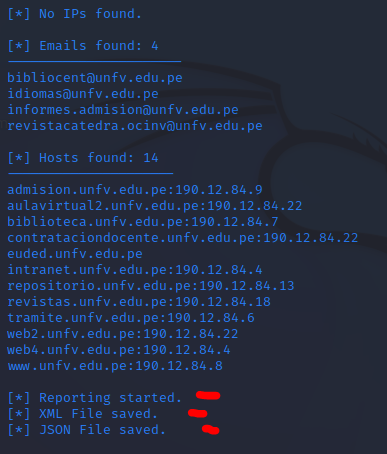 [*] No IPs found.
[*] Emails found: 4
----------------------
bibliocent@unfv.edu.pe
idiomas@unfv.edu.pe
informes.admision@unfv.edu.pe
revistacatedra.ocinv@unfv.edu.pe
[*] Hosts found: 14
---------------------
admision.unfv.edu.pe:190.12.84.9
aulavirtual2.unfv.edu.pe:190.12.84.22
biblioteca.unfv.edu.pe:190.12.84.7
contrataciondocente.unfv.edu.pe:190.12.84.22
euded.unfv.edu.pe
intranet.unfv.edu.pe:190.12.84.4
repositorio.unfv.edu.pe:190.12.84.13
revistas.unfv.edu.pe:190.12.84.18
tramite.unfv.edu.pe:190.12.84.6
web2.unfv.edu.pe:190.12.84.22
web4.unfv.edu.pe:190.12.84.4
www.unfv.edu.pe:190.12.84.8
[*] Reporting started.
[*] XML File saved.
[*] JSON File saved.